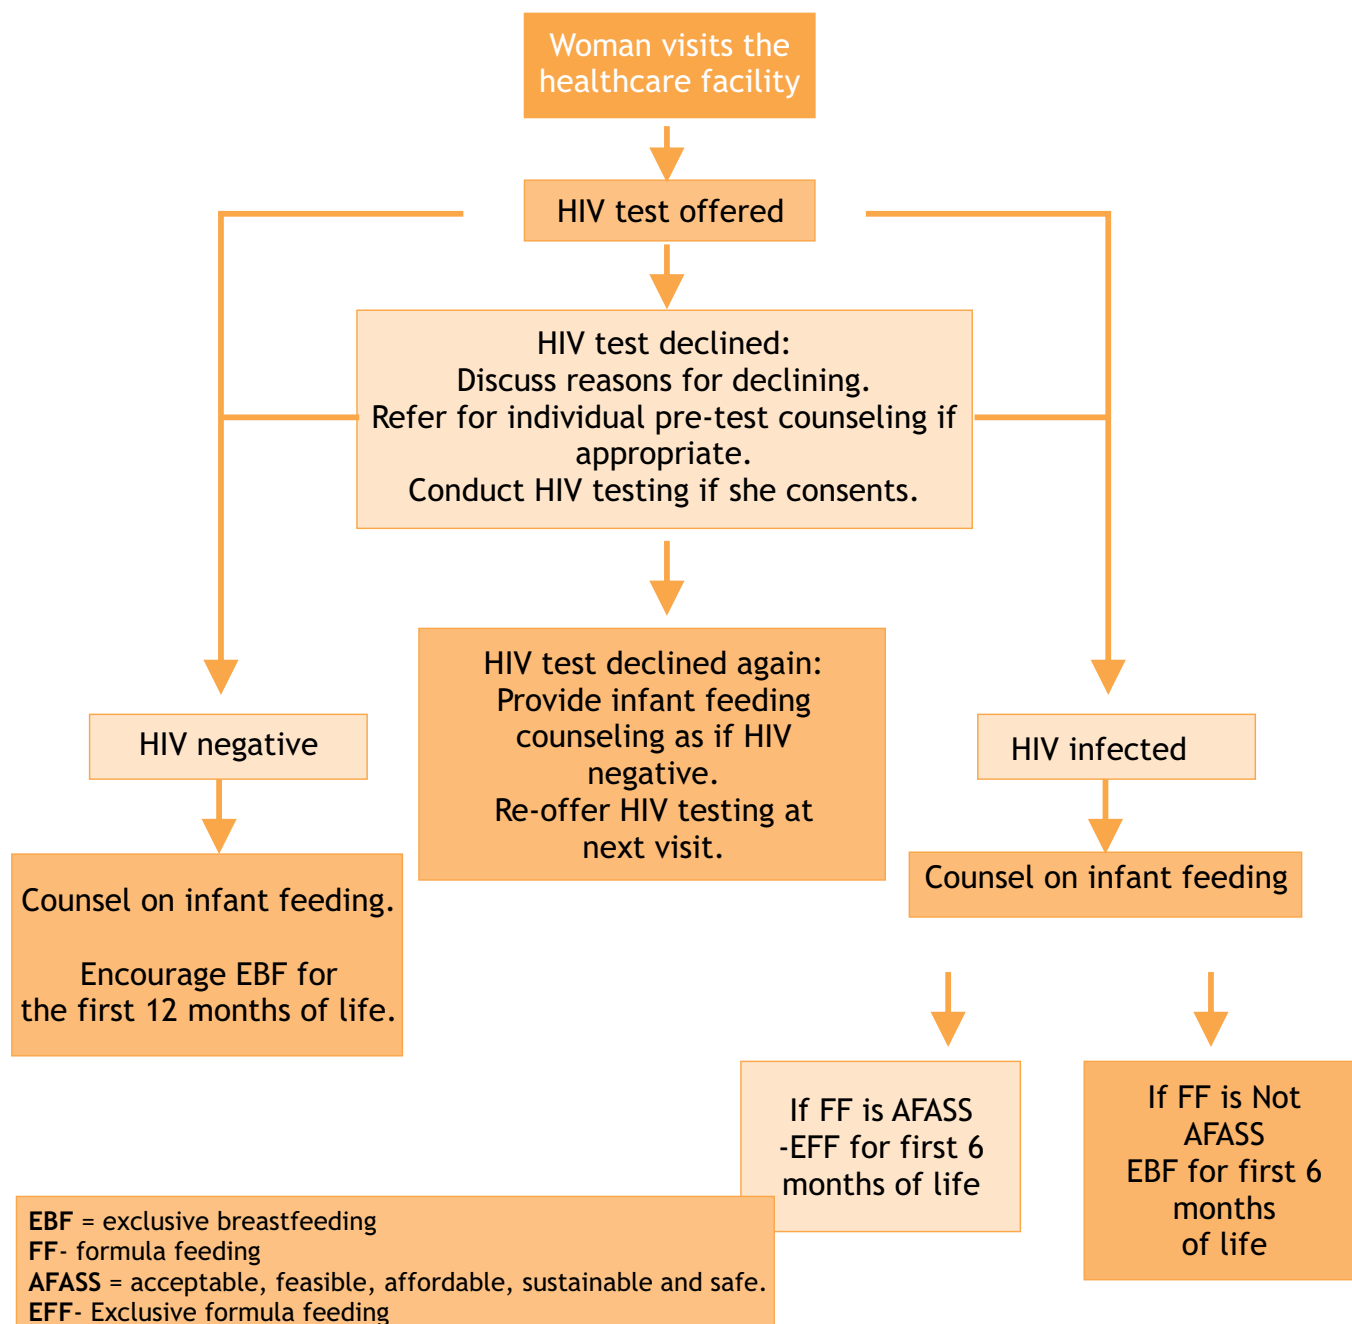 Woman visits the
healthcare facility
HIV test offered
HIV test declined:
Discuss reasons for declining.
Refer for individual pre-test counseling if
appropriate.
Conduct HIV testing if she consents.
HIV negative
HIV test declined again:
Provide infant feeding
counseling as if HIV
negative.
Re-offer HIV testing at
next visit.
HIV infected
Counsel on infant feeding.
Encourage EBF for
the first 12 months of life.
Counsel on infant feeding
If FF is AFASS
-EFF for first 6
months of life
If FF is Not
AFASS
EBF for first 6
months
of life
EBF = exclusive breastfeeding
FF- formula feeding
AFASS = acceptable, feasible, affordable, sustainable and safe.
EFF- Exclusive formula feeding